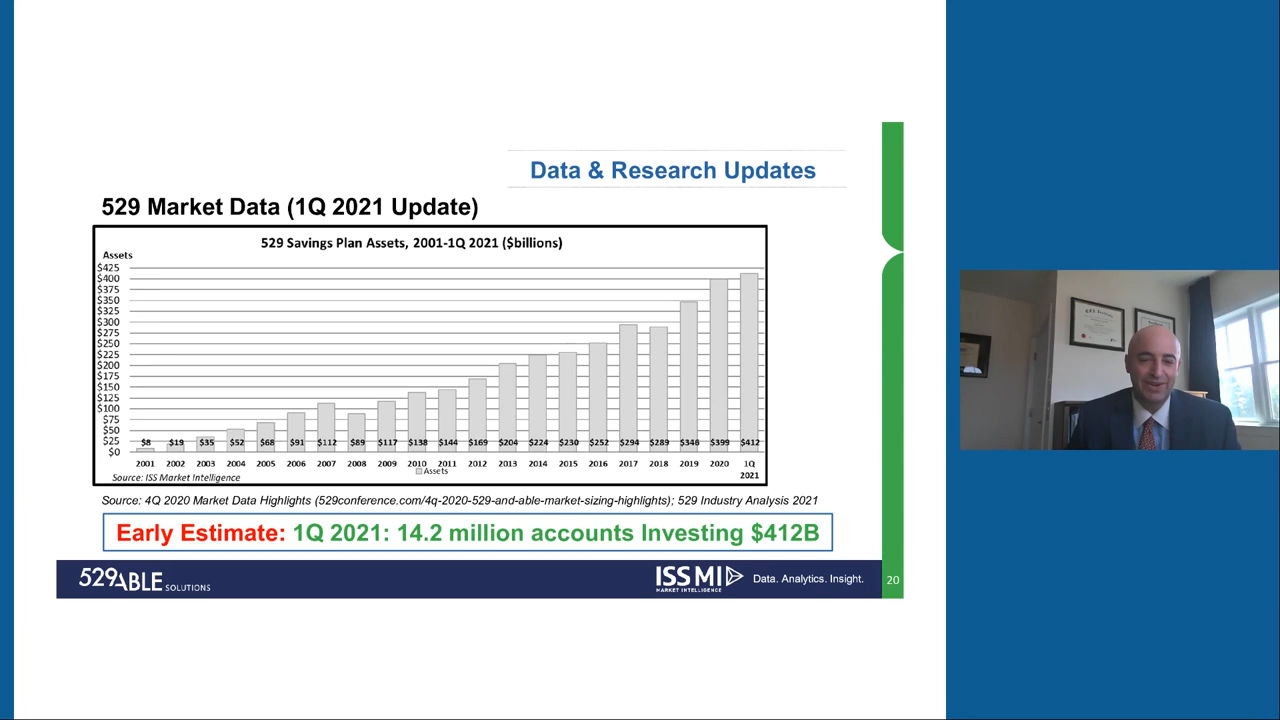 Data & Research Updates
529 Market Data (1Q 2021 Update)
529 Savings Plan Assets, 2001-1Q 2021 ($billions)
Assets
$425
$400
$375
$350
$325
$300
$275
$250
$225
$200
$175
$150
$125
$100
$75
$50
$25
$0
$8 $19 $35 $52 $68 $91 $112 $89 $117 $138 $144 $169 $204 $224 $230 $252 $294 $289 $346 $399 $412
2001 2002 2003 2004 2005 2006 2007 2008 2009 2010 2011 2012 2013 2014 2015 2016 2017 2018 2019 2020 1Q
2021
Assets
Source: ISS Market Intelligence
Source: 4Q 2020 Market Data Highlights (529conference.com/4q-2020-529-and-able-market-sizing-highlights); 529 Industry Analysis 2021
Early Estimate: 1Q 2021: 14.2 million accounts Investing $412B
529ABLE SOLUTIONS
ISS MI
MARKET INTELLIGENCE
Data. Analytics. Insight.
20